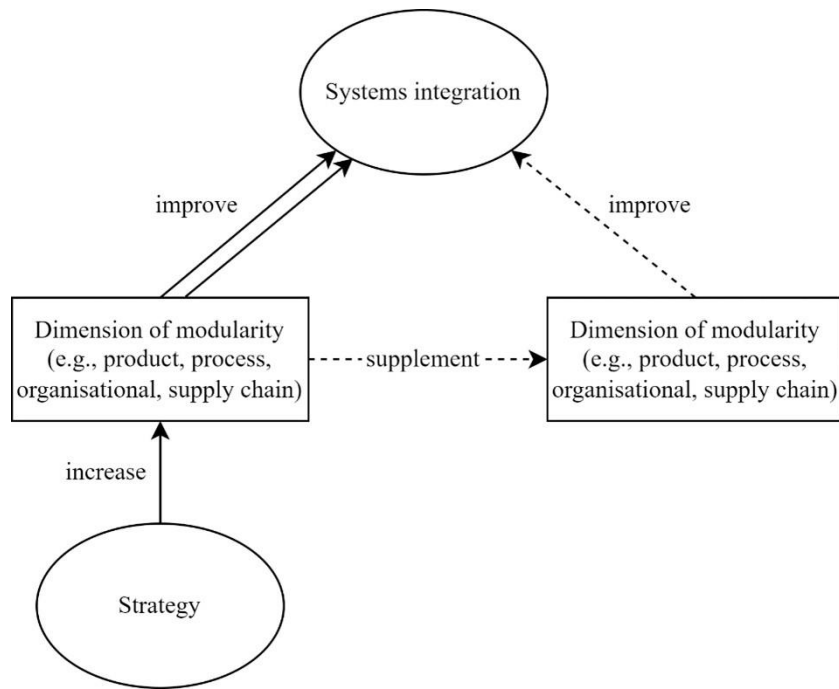 Systems integration
improve
improve
Dimension of modularity
(e.g., product, process,
organisational, supply chain)
supplement
Dimension of modularity
(e.g., product, process,
organisational, supply chain)
increase
Strategy